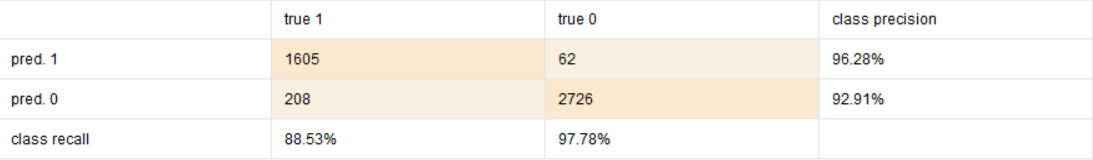 true 1 true 0 class precision
pred. 1 1605 62 96.28%
pred. 0 208 2726 92.91%
class recall 88.53% 97.78%